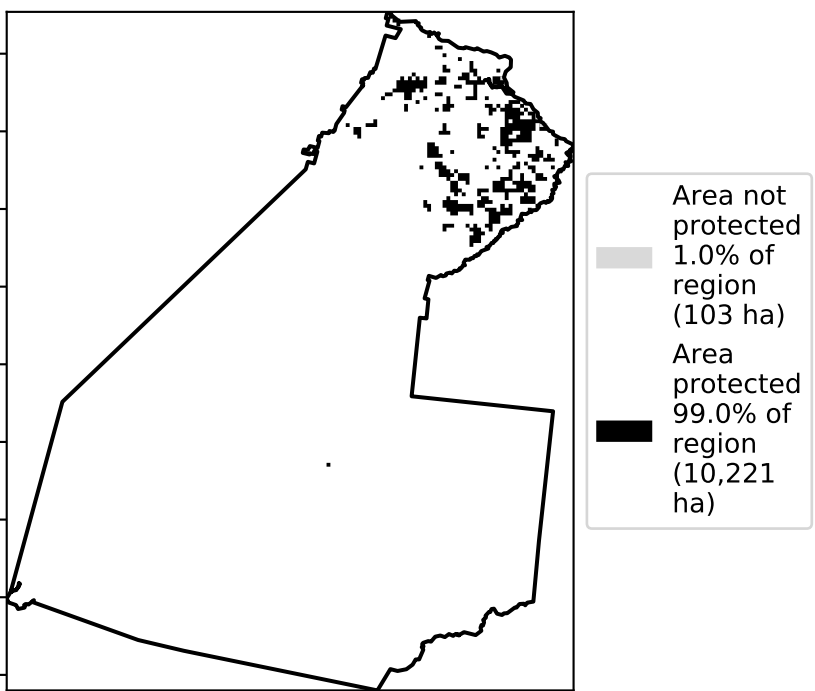 Area not
protected
1.0% of
region
(103 ha)
Area
protected
99.0% of
region
(10,221
ha)